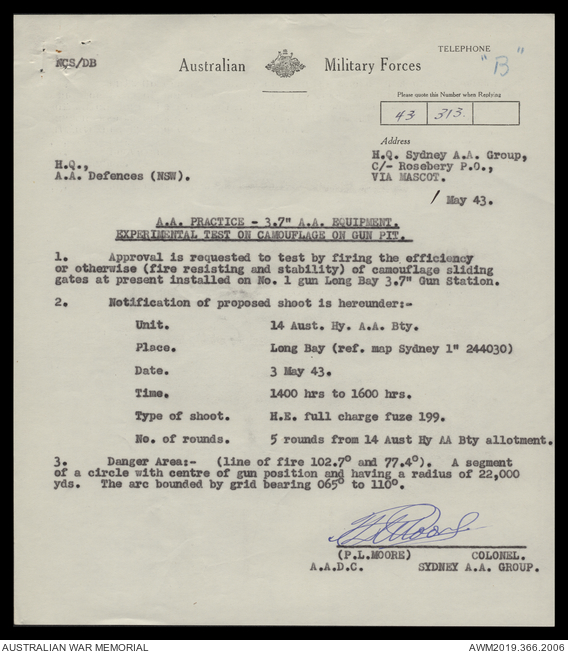 NCS/DB
Australian Military Forces
TELEPHONE
"B"
Please quote this Number when Replying
43 313.
Address
H.Q. Sydney A.A. Group,
C/- Rosebery P.O.,
VIA MASCOT.
H.Q.,
A.A. Defences (NSW).
1 May 43.
A.A. PRACTICE - 3.7" A.A. EQUIPMENT.
EXPERIMENTAL TEST ON CAMOUFLAGE ON GUN PIT.
1. Approval is requested to test by firing the efficiency
or otherwise (fire resisting and stability) of camouflage sliding
gates at present installed on No. 1 gun Long Bay 3.7" Gun Station.
2. Notification of proposed shoot is hereunder:-
Unit. 14 Aust. Hy. A.A. Bty.
Place. Long Bay (ref. map Sydney 1" 244030)
Date. 3 May 43.
Time. 1400 hrs to 1600 hrs.
Type of shoot. H.E. full charge fuze 199.
No. of rounds. 5 rounds from 14 Aust Hy AA Bty allotment.
3. Danger Area:- (line of fire 102.7° and 77.4°). A segment
of a circle with centre of gun position and having a radius of 22,000
yds. The arc bounded by grid bearing 065° to 110°.
(P.L.MOORE) COLONEL.
A.A.D.C. SYDNEY A.A. GROUP.
AUSTRALIAN WAR MEMORIAL
AWM2019.366.2006